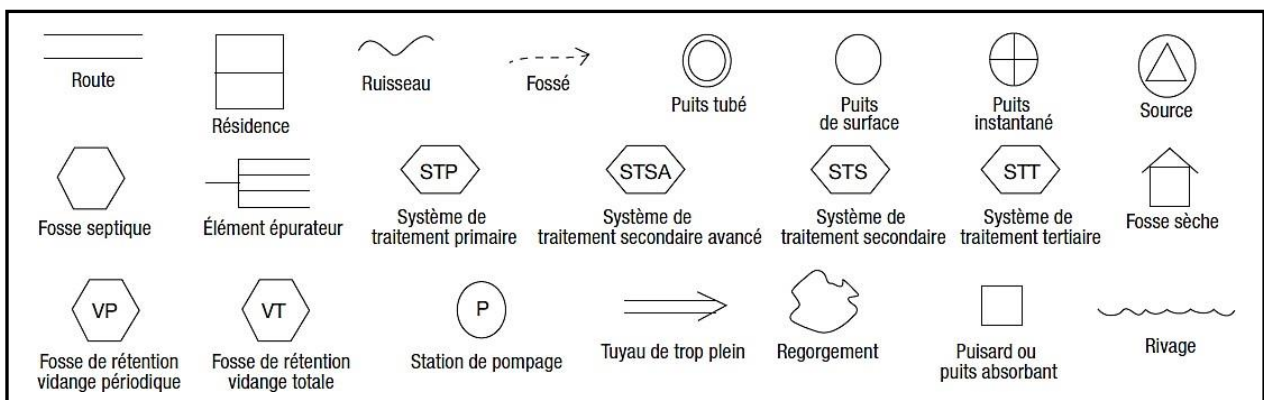 Route
Résidence
Ruisseau
Fossé
Puits tubé
Puits
de surface
Puits
instantané
Source
Fosse septique
Élément épurateur
STP
Système de
traitement primaire
STSA
Système de
traitement secondaire avancé
STS
Système de
traitement secondaire
STT
Système de
traitement tertiaire
Fosse sèche
VP
Fosse de rétention
vidange périodique
VT
Fosse de rétention
vidange totale
P
Station de pompage
Tuyau de trop plein
Regorgement
Puisard ou
puits absorbant
Rivage